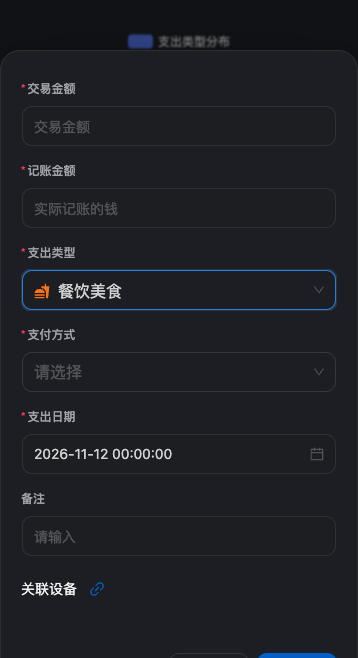 支出类型分布
*交易金额
交易金额
*记账金额
实际记账的钱
*支出类型
餐饮美食
*支付方式
请选择
*支出日期
2026-11-12 00:00:00
备注
请输入
关联设备